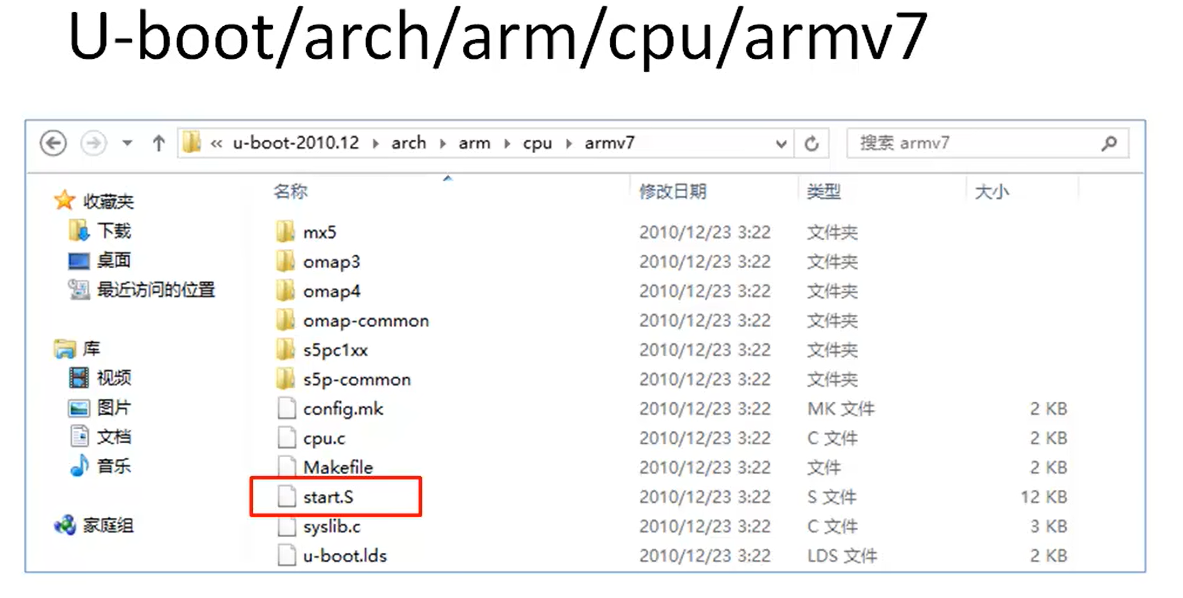 U-boot/arch/arm/cpu/armv7
« u-boot-2010.12 arch arm cpu armv7 搜索 armv7
名称 修改日期 类型 大小
收藏夹
下载
桌面
最近访问的位置
库
视频
图片
文档
音乐
家庭组
mx5 2010/12/23 3:22 文件夹
omap3 2010/12/23 3:22 文件夹
omap4 2010/12/23 3:22 文件夹
omap-common 2010/12/23 3:22 文件夹
s5pc1xx 2010/12/23 3:22 文件夹
s5p-common 2010/12/23 3:22 文件夹
config.mk 2010/12/23 3:22 MK 文件 2 KB
cpu.c 2010/12/23 3:22 C 文件 2 KB
Makefile 2010/12/23 3:22 文件 2 KB
start.S 2010/12/23 3:22 S 文件 12 KB
syslib.c 2010/12/23 3:22 C 文件 3 KB
u-boot.lds 2010/12/23 3:22 LDS 文件 2 KB